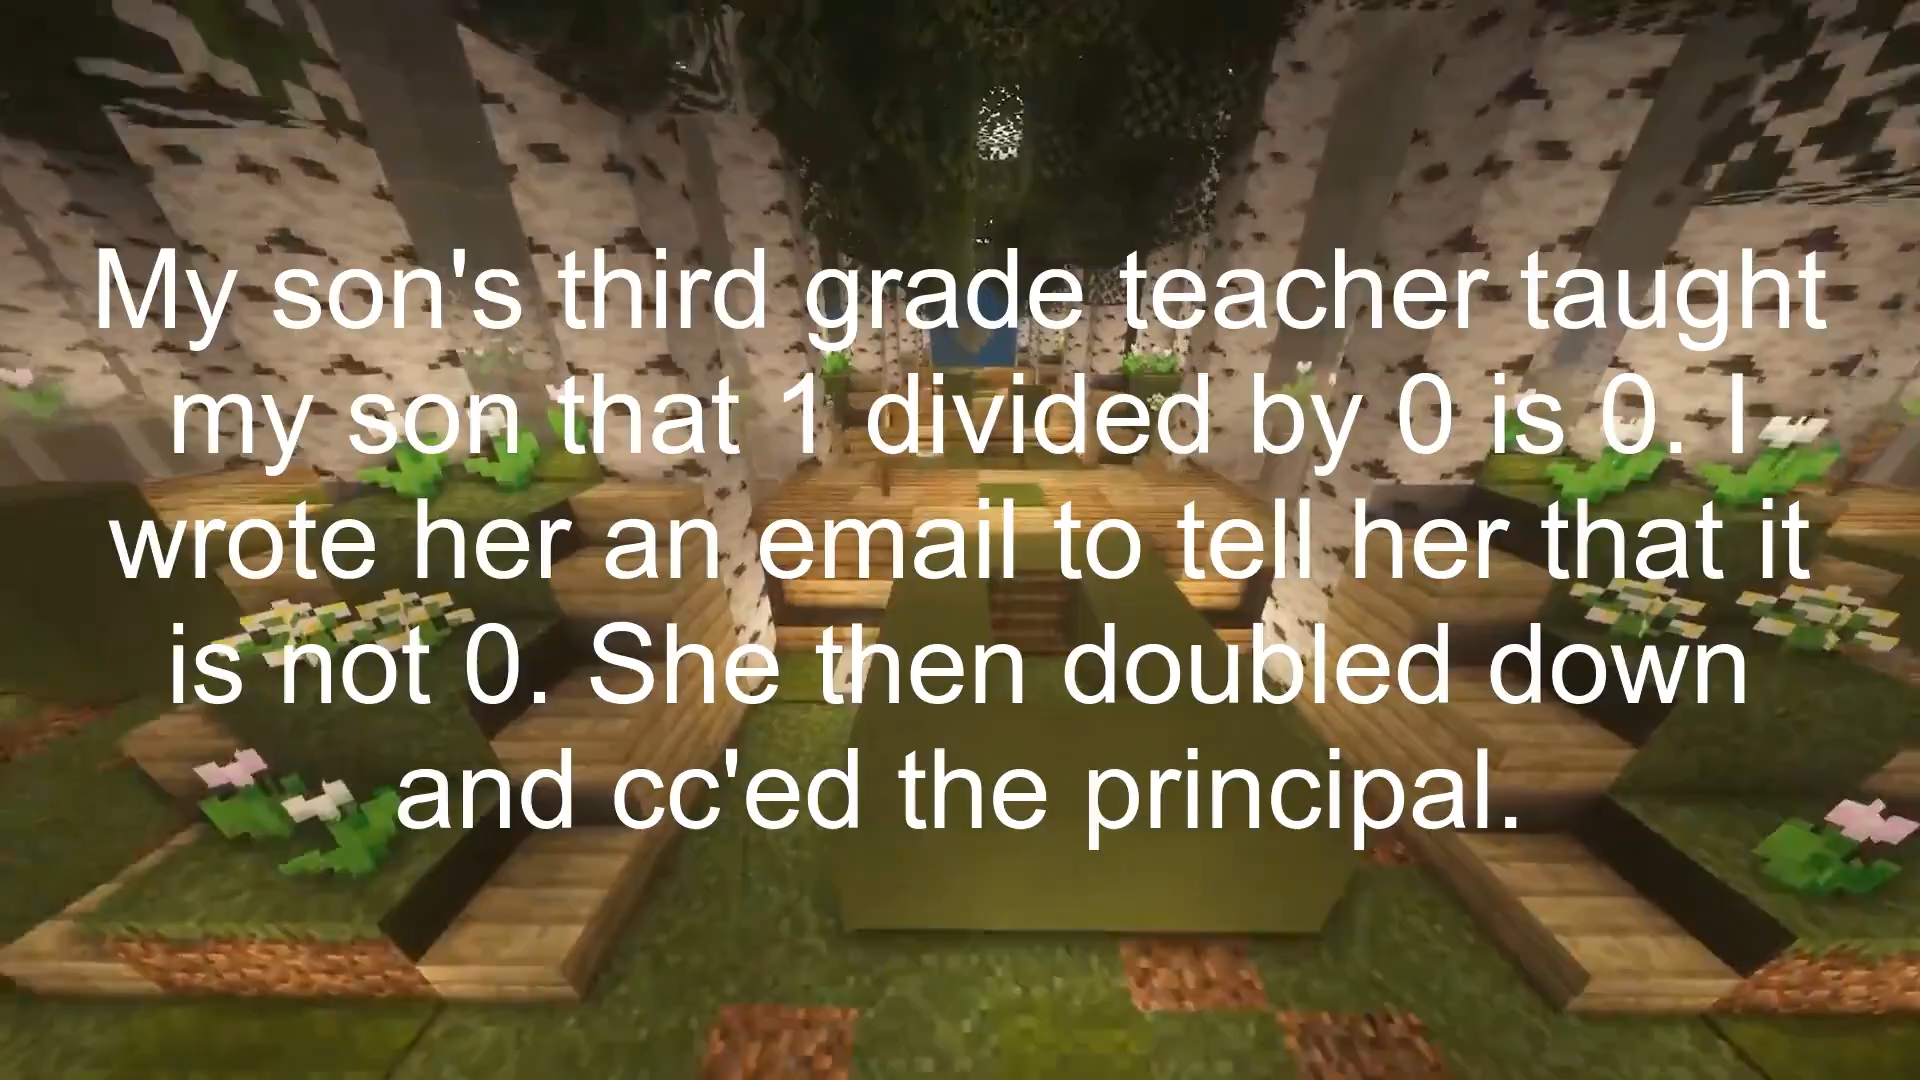 My son's third grade teacher taught
my son that 1 divided by 0 is 0. I
wrote her an email to tell her that it
is not 0. She then doubled down
and cc'ed the principal.